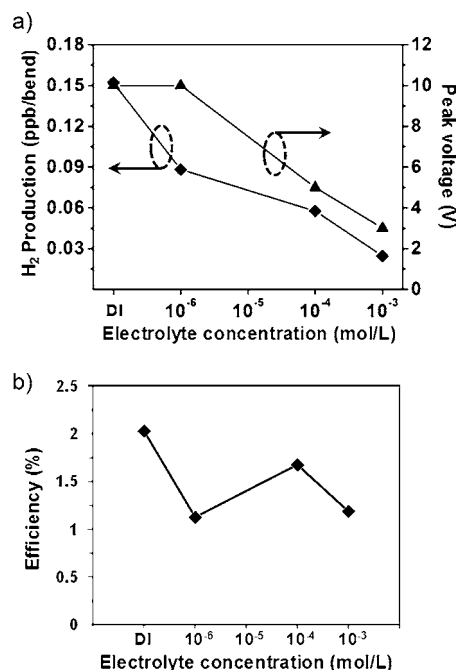 a)
H₂ Production (ppb/bend)
0.18
0.15
0.12
0.09
0.06
0.03
12
10
8
6
4
2
0
Peak voltage (V)
DI 10⁻⁶ 10⁻⁵ 10⁻⁴ 10⁻³
Electrolyte concentration (mol/L)
b)
Efficiency (%)
2.5
2
1.5
1
0.5
0
DI 10⁻⁶ 10⁻⁵ 10⁻⁴ 10⁻³
Electrolyte concentration (mol/L)